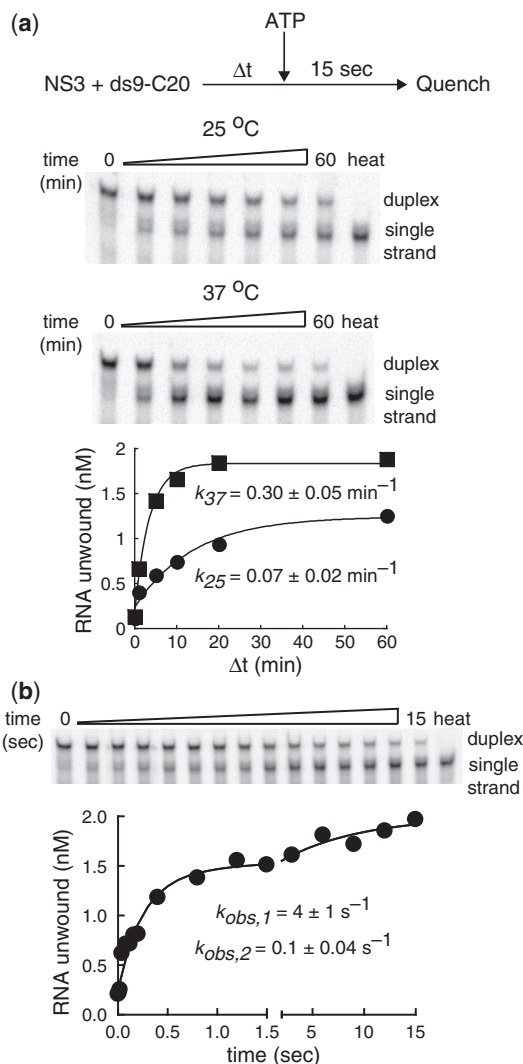 (a)
ATP
NS3 + ds9-C20 Δt 15 sec Quench
25 °C
time (min) 0 60 heat
duplex
single strand
37 °C
time (min) 0 60 heat
duplex
single strand
RNA unwound (nM)
2
1.5
1
0.5
0
k37 = 0.30 ± 0.05 min−1
k25 = 0.07 ± 0.02 min−1
0 10 20 30 40 50 60
Δt (min)
(b)
time (sec) 0 15 heat
duplex
single strand
RNA unwound (nM)
2.0
1.5
1.0
0.5
0.0
kobs,1 = 4 ± 1 s−1
kobs,2 = 0.1 ± 0.04 s−1
0.0 0.5 1.0 1.5 5 10 15
time (sec)